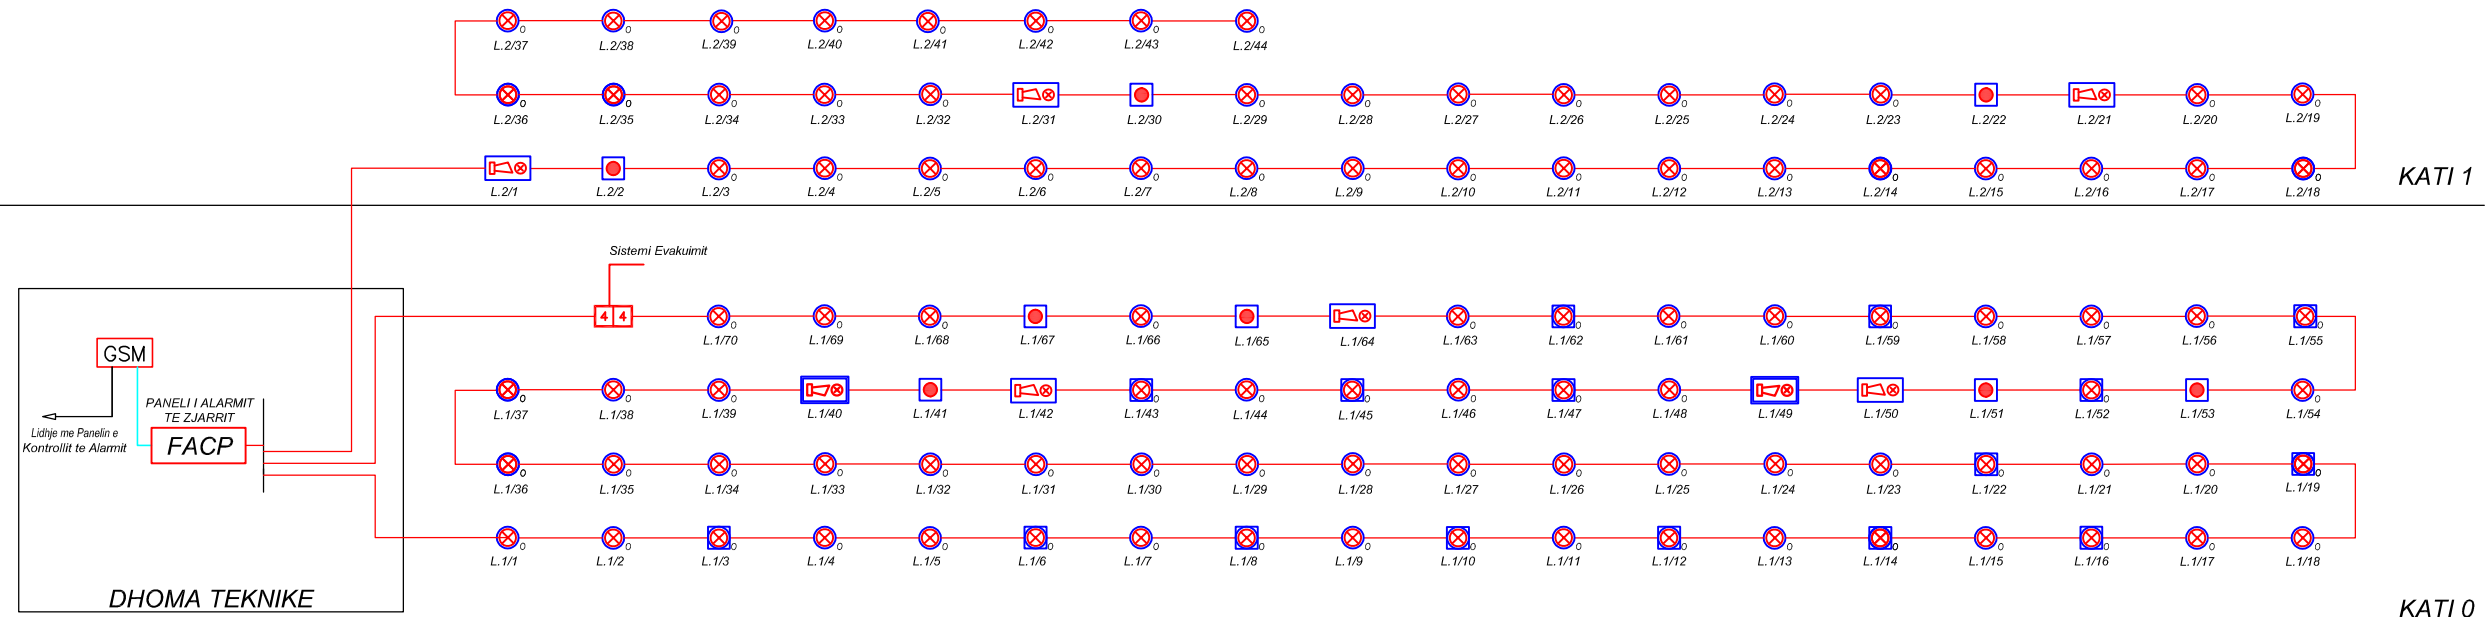 L.2/37 L.2/38 L.2/39 L.2/40 L.2/41 L.2/42 L.2/43 L.2/44
L.2/36 L.2/35 L.2/34 L.2/33 L.2/32 L.2/31 L.2/30 L.2/29 L.2/28 L.2/27 L.2/26 L.2/25 L.2/24 L.2/23 L.2/22 L.2/21 L.2/20 L.2/19
L.2/1 L.2/2 L.2/3 L.2/4 L.2/5 L.2/6 L.2/7 L.2/8 L.2/9 L.2/10 L.2/11 L.2/12 L.2/13 L.2/14 L.2/15 L.2/16 L.2/17 L.2/18
KATI 1
Sistemi Evakuimit
4 4
L.1/70 L.1/69 L.1/68 L.1/67 L.1/66 L.1/65 L.1/64 L.1/63 L.1/62 L.1/61 L.1/60 L.1/59 L.1/58 L.1/57 L.1/56 L.1/55
GSM
PANELI I ALARMIT
TE ZJARRIT
FACP
Lidhje me Panelin e
Kontrollit te Alarmit
L.1/37 L.1/38 L.1/39 L.1/40 L.1/41 L.1/42 L.1/43 L.1/44 L.1/45 L.1/46 L.1/47 L.1/48 L.1/49 L.1/50 L.1/51 L.1/52 L.1/53 L.1/54
L.1/36 L.1/35 L.1/34 L.1/33 L.1/32 L.1/31 L.1/30 L.1/29 L.1/28 L.1/27 L.1/26 L.1/25 L.1/24 L.1/23 L.1/22 L.1/21 L.1/20 L.1/19
L.1/1 L.1/2 L.1/3 L.1/4 L.1/5 L.1/6 L.1/7 L.1/8 L.1/9 L.1/10 L.1/11 L.1/12 L.1/13 L.1/14 L.1/15 L.1/16 L.1/17 L.1/18
DHOMA TEKNIKE
KATI 0